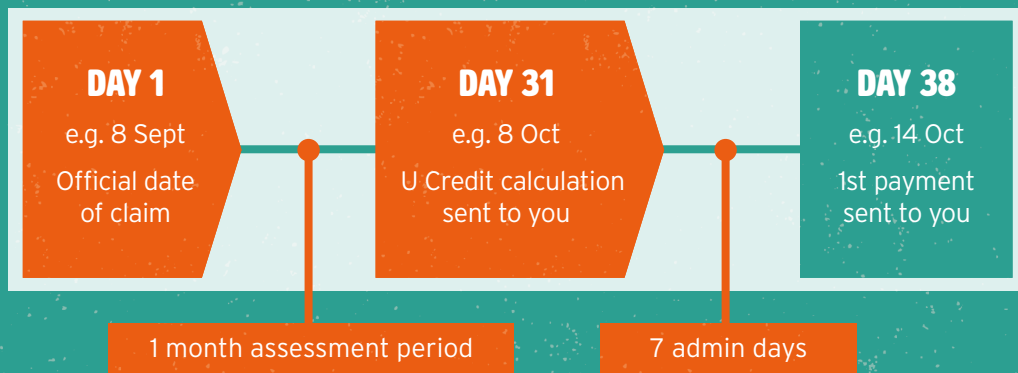 DAY 1
e.g. 8 Sept
Official date
of claim
DAY 31
e.g. 8 Oct
U Credit calculation
sent to you
DAY 38
e.g. 14 Oct
1st payment
sent to you
1 month assessment period
7 admin days